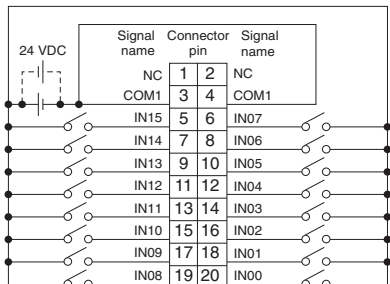 Signal name Connector pin Signal name
24 VDC
NC 1 2 NC
COM1 3 4 COM1
IN15 5 6 IN07
IN14 7 8 IN06
IN13 9 10 IN05
IN12 11 12 IN04
IN11 13 14 IN03
IN10 15 16 IN02
IN09 17 18 IN01
IN08 19 20 IN00